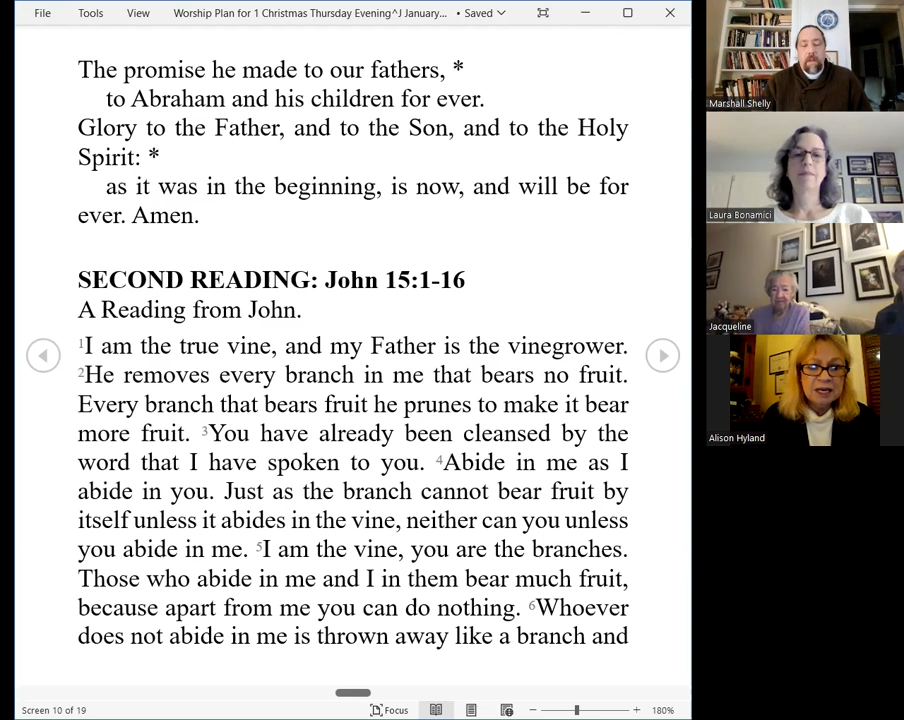 File Tools View Worship Plan for 1 Christmas Thursday Evening^J January... • Saved
The promise he made to our fathers, *
to Abraham and his children for ever.
Glory to the Father, and to the Son, and to the Holy
Spirit: *
as it was in the beginning, is now, and will be for
ever. Amen.
SECOND READING: John 15:1-16
A Reading from John.
1I am the true vine, and my Father is the vinegrower.
2He removes every branch in me that bears no fruit.
Every branch that bears fruit he prunes to make it bear
more fruit. 3You have already been cleansed by the
word that I have spoken to you. 4Abide in me as I
abide in you. Just as the branch cannot bear fruit by
itself unless it abides in the vine, neither can you unless
you abide in me. 5I am the vine, you are the branches.
Those who abide in me and I in them bear much fruit,
because apart from me you can do nothing. 6Whoever
does not abide in me is thrown away like a branch and
Screen 10 of 19 Focus 180%
Marshall Shelly
Laura Bonamici
Jacqueline
Alison Hyland